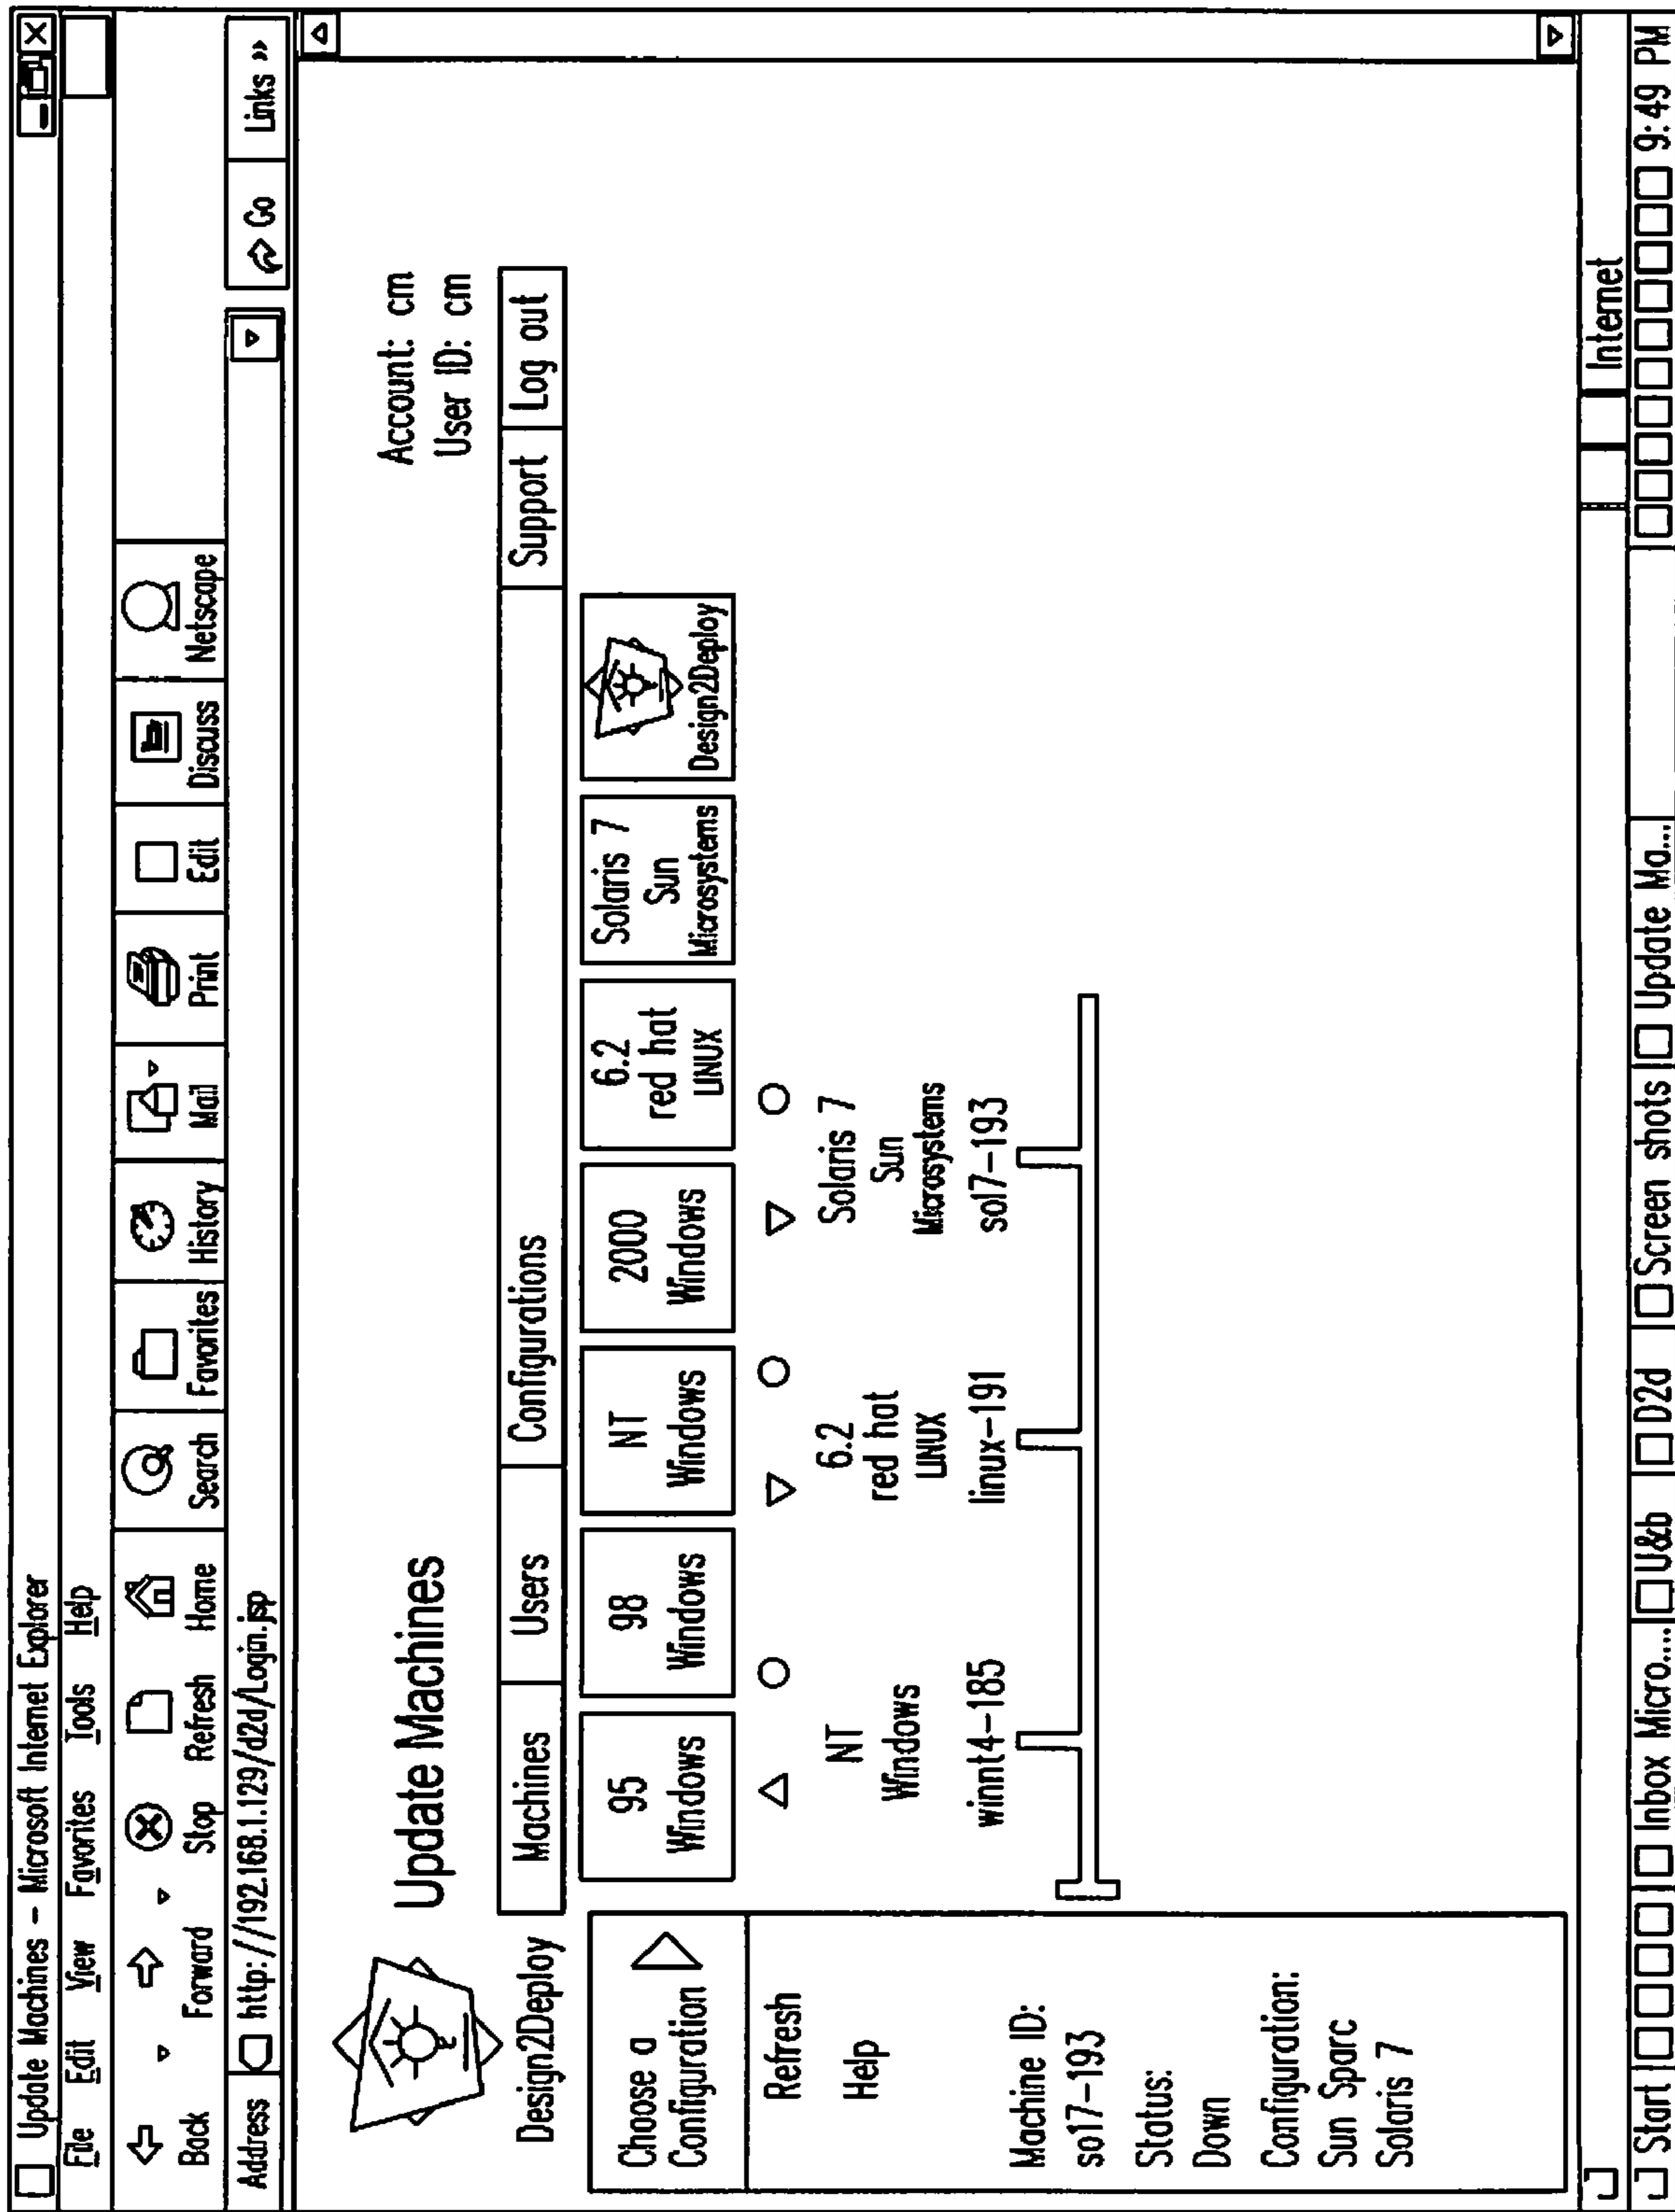 Update Machines – Microsoft Internet Explorer
File Edit View Favorites Tools Help
Back Forward Stop Refresh Home Search Favorites History Mail Print Edit Discuss Netscape
Address http://192.168.1.129/d2d/Login.jsp Go Links »
Design2Deploy
Update Machines
Account: cm
User ID: cm
Machines Users Configurations Support Log out
Choose a
Configuration
Refresh
Help
Machine ID:
so17-193
Status:
Down
Configuration:
Sun Sparc
Solaris 7
95
Windows
98
Windows
NT
Windows
2000
Windows
6.2
red hat
LINUX
Solaris 7
Sun
Microsystems
Design2Deploy
NT
Windows
winnt4-185
6.2
red hat
LINUX
linux-191
Solaris 7
Sun
Microsystems
sol7-193
Internet
Start Inbox Micro.... U&b D2d Screen shots Update Ma... 9:49 PM